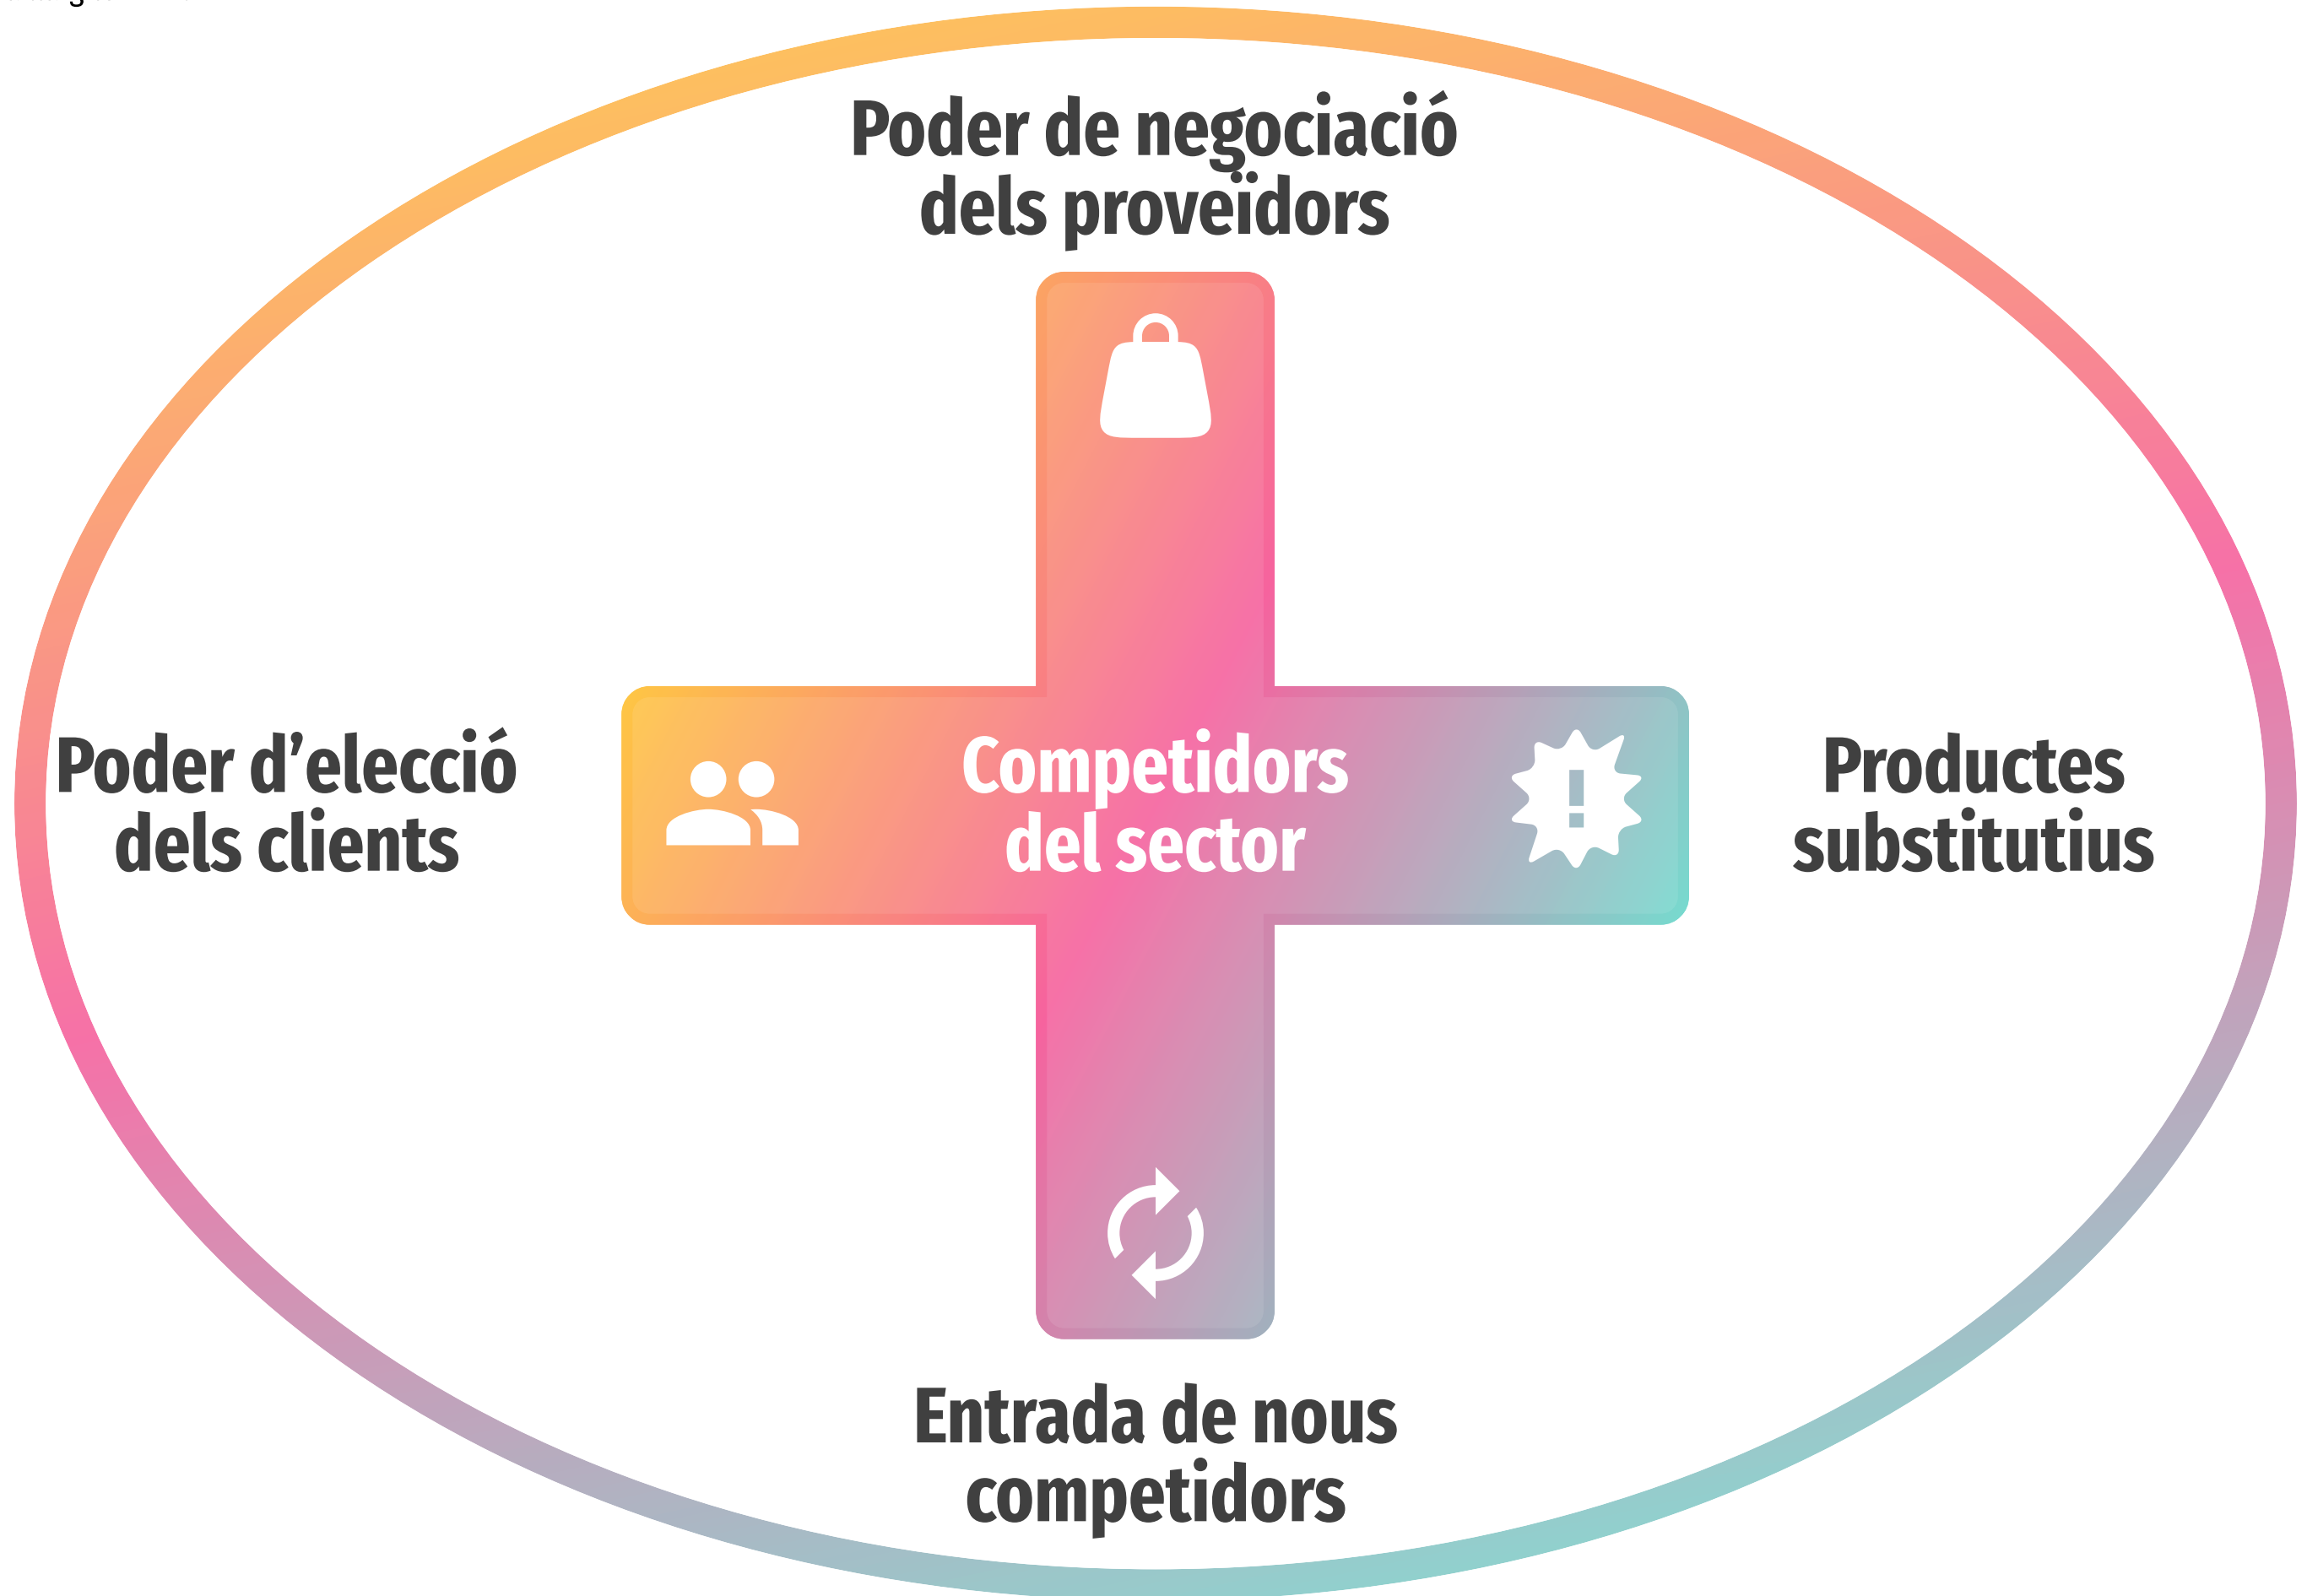 Poder de negociació
dels proveïdors
Poder d’elecció
dels clients
Competidors
del sector
Productes
substitutius
Entrada de nous
competidors